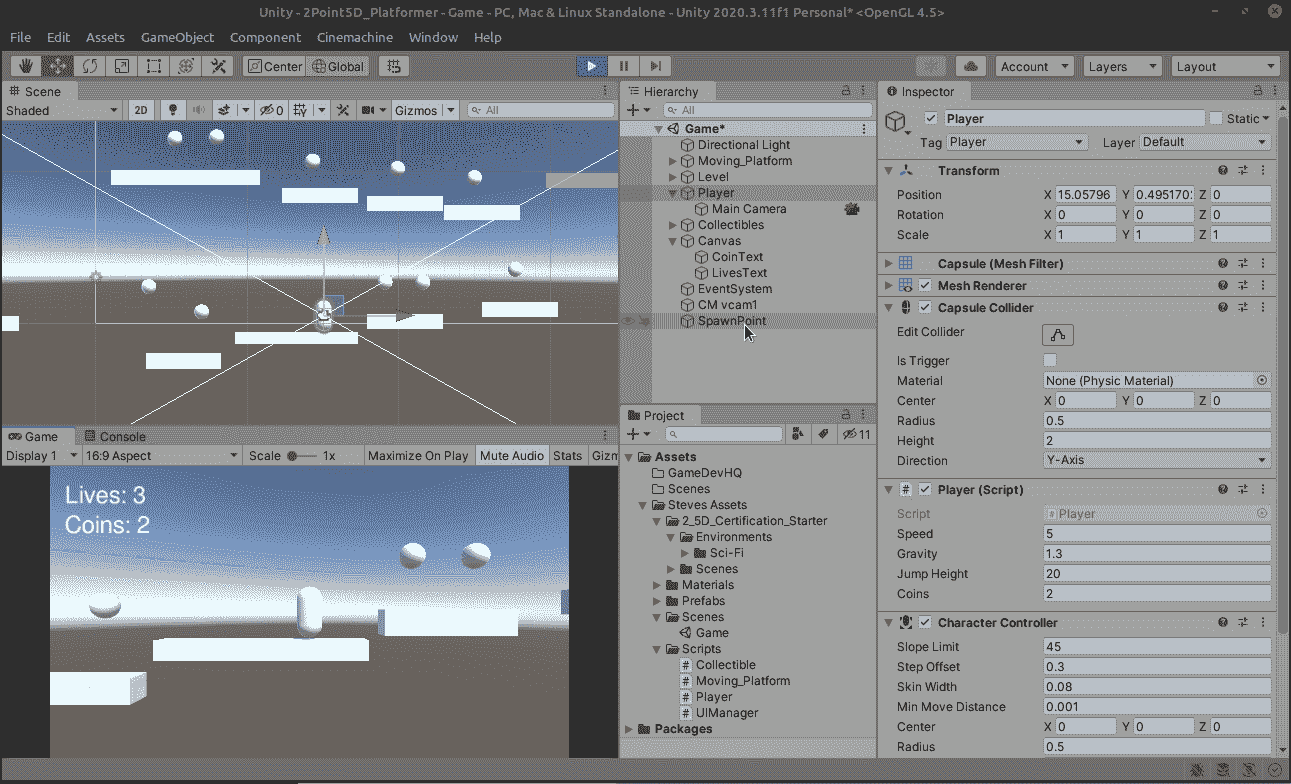 Unity - 2Point5D_Platformer - Game - PC, Mac & Linux Standalone - Unity 2020.3.11f1 Personal* <OpenGL 4.5>
File Edit Assets GameObject Component Cinemachine Window Help
Center Global Account Layers Layout
Scene
Shaded 2D 0 Gizmos All
Game Console
Display 1 16:9 Aspect Scale 1x Maximize On Play Mute Audio Stats Gizm
Lives: 3
Coins: 2
Hierarchy
All
Game*
Directional Light
Moving_Platform
Level
Player
Main Camera
Collectibles
Canvas
CoinText
LivesText
EventSystem
CM vcam1
SpawnPoint
Project
11
Assets
GameDevHQ
Scenes
Steves Assets
2_5D_Certification_Starter
Environments
Sci-Fi
Scenes
Materials
Prefabs
Scenes
Game
Scripts
# Collectible
# Moving_Platform
# Player
# UIManager
Packages
Inspector
Player Static
Tag Player Layer Default
Transform
Position X 15.05796 Y 0.495170: Z 0
Rotation X 0 Y 0 Z 0
Scale X 1 Y 1 Z 1
Capsule (Mesh Filter)
Mesh Renderer
Capsule Collider
Edit Collider
Is Trigger
Material None (Physic Material)
Center X 0 Y 0 Z 0
Radius 0.5
Height 2
Direction Y-Axis
# Player (Script)
Script # Player
Speed 5
Gravity 1.3
Jump Height 20
Coins 2
Character Controller
Slope Limit 45
Step Offset 0.3
Skin Width 0.08
Min Move Distance 0.001
Center X 0 Y 0 Z 0
Radius 0.5